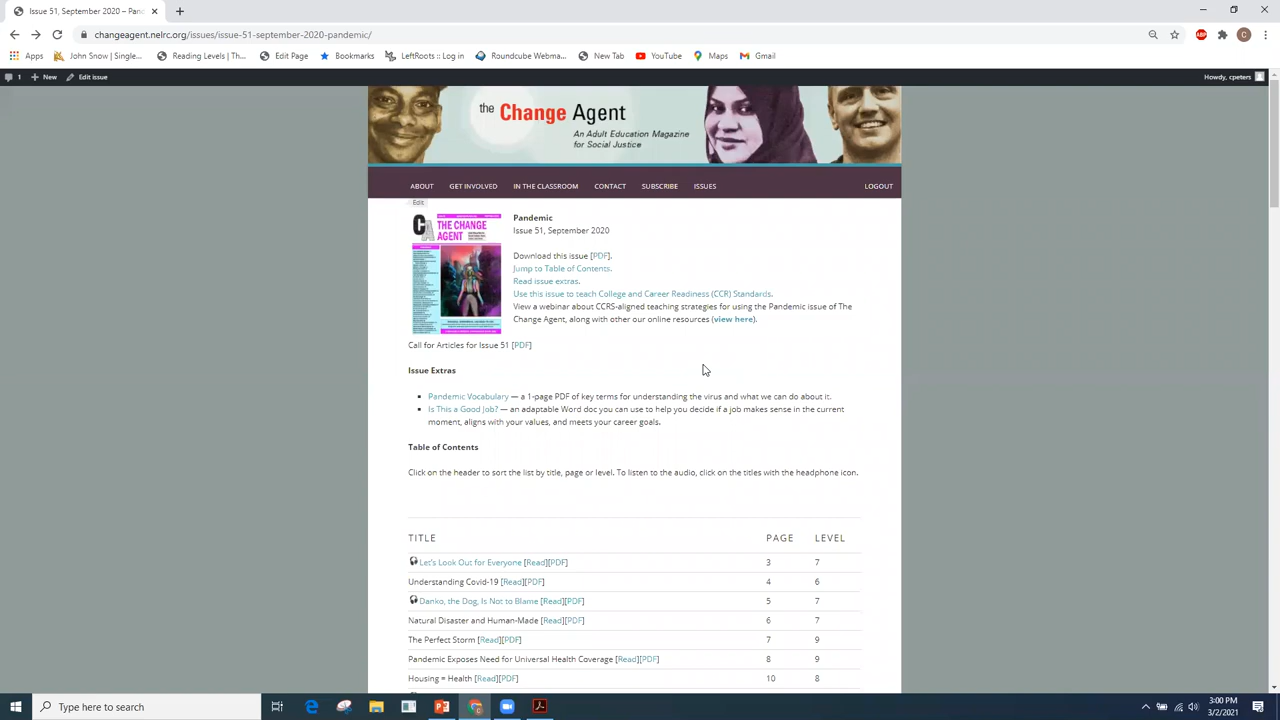 Issue 51, September 2020 – Pand
changeagent.nelrc.org/issues/issue-51-september-2020-pandemic/
Apps
John Snow | Single...
Reading Levels | Th...
Edit Page
Bookmarks
LeftRoots :: Log in
Roundcube Webma...
New Tab
YouTube
Maps
Gmail
1
New
Edit issue
Howdy, cpeters
the Change Agent
An Adult Education Magazine
for Social Justice
ABOUT GET INVOLVED IN THE CLASSROOM CONTACT SUBSCRIBE ISSUES LOGOUT
Edit
CA THE CHANGE
AGENT
Pandemic
Issue 51, September 2020
Download this issue [PDF].
Jump to Table of Contents.
Read issue extras.
Use this issue to teach College and Career Readiness (CCR) Standards.
View a webinar about CCRS-aligned teaching strategies for using the Pandemic issue of The
Change Agent, along with other our online resources (view here).
Call for Articles for Issue 51 [PDF]
Issue Extras
Pandemic Vocabulary — a 1-page PDF of key terms for understanding the virus and what we can do about it.
Is This a Good Job? — an adaptable Word doc you can use to help you decide if a job makes sense in the current
moment, aligns with your values, and meets your career goals.
Table of Contents
Click on the header to sort the list by title, page or level. To listen to the audio, click on the titles with the headphone icon.
TITLE PAGE LEVEL
Let's Look Out for Everyone [Read][PDF] 3 7
Understanding Covid-19 [Read][PDF] 4 6
Danko, the Dog, Is Not to Blame [Read][PDF] 5 7
Natural Disaster and Human-Made [Read][PDF] 6 7
The Perfect Storm [Read][PDF] 7 9
Pandemic Exposes Need for Universal Health Coverage [Read][PDF] 8 9
Housing = Health [Read][PDF] 10 8
Type here to search
3:00 PM
3/2/2021